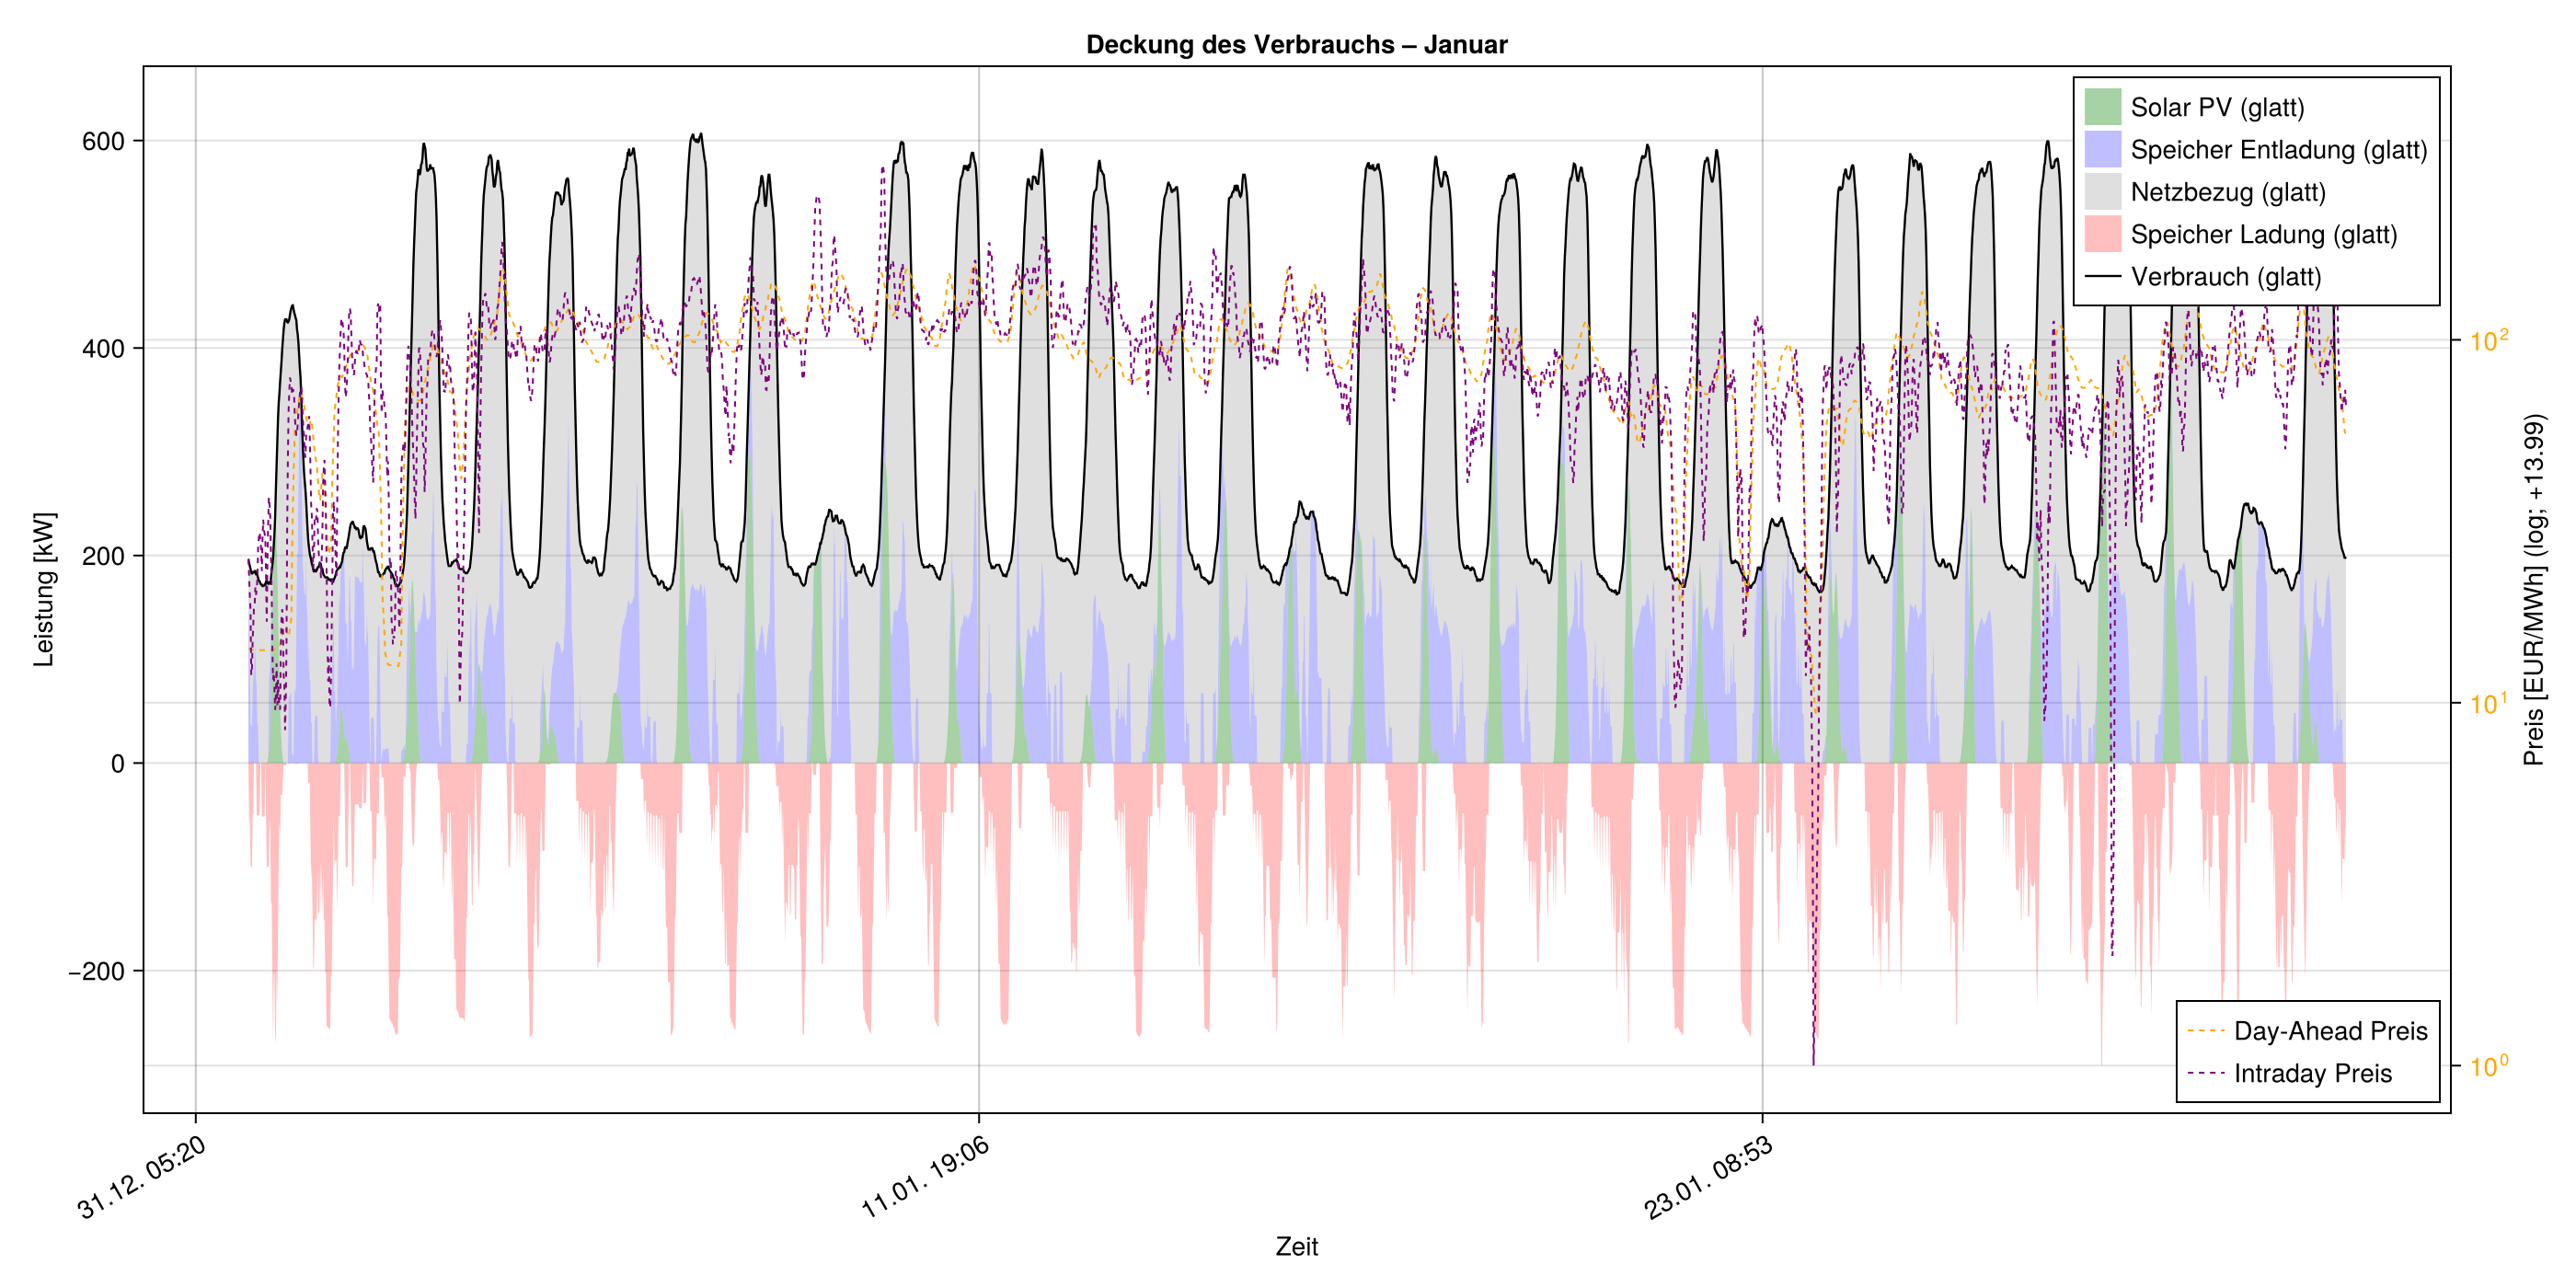 Deckung des Verbrauchs – Januar
Solar PV (glatt)
Speicher Entladung (glatt)
Netzbezug (glatt)
Speicher Ladung (glatt)
Verbrauch (glatt)
600
400
200
0
−200
Leistung [kW]
10²
10¹
10⁰
Preis [EUR/MWh] (log; +13.99)
Day-Ahead Preis
Intraday Preis
31.12. 05:20
11.01. 19:06
23.01. 08:53
Zeit